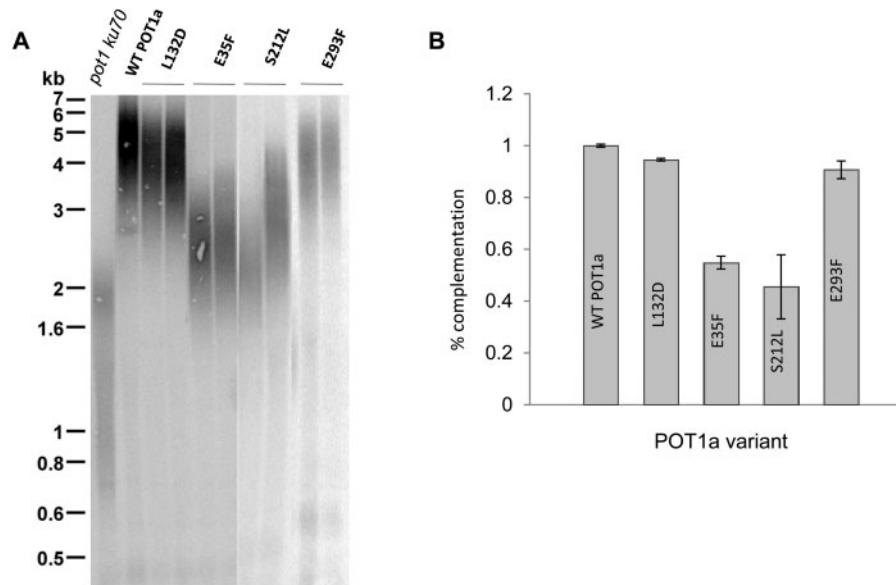 A
kb
pot1 ku70
WT POT1a
L132D
E35F
S212L
E293F
7
6
5
4
3
2
1.6
1
0.8
0.6
0.5
B
% complementation
1.2
1
0.8
0.6
0.4
0.2
0
WT POT1a
L132D
E35F
S212L
E293F
POT1a variant